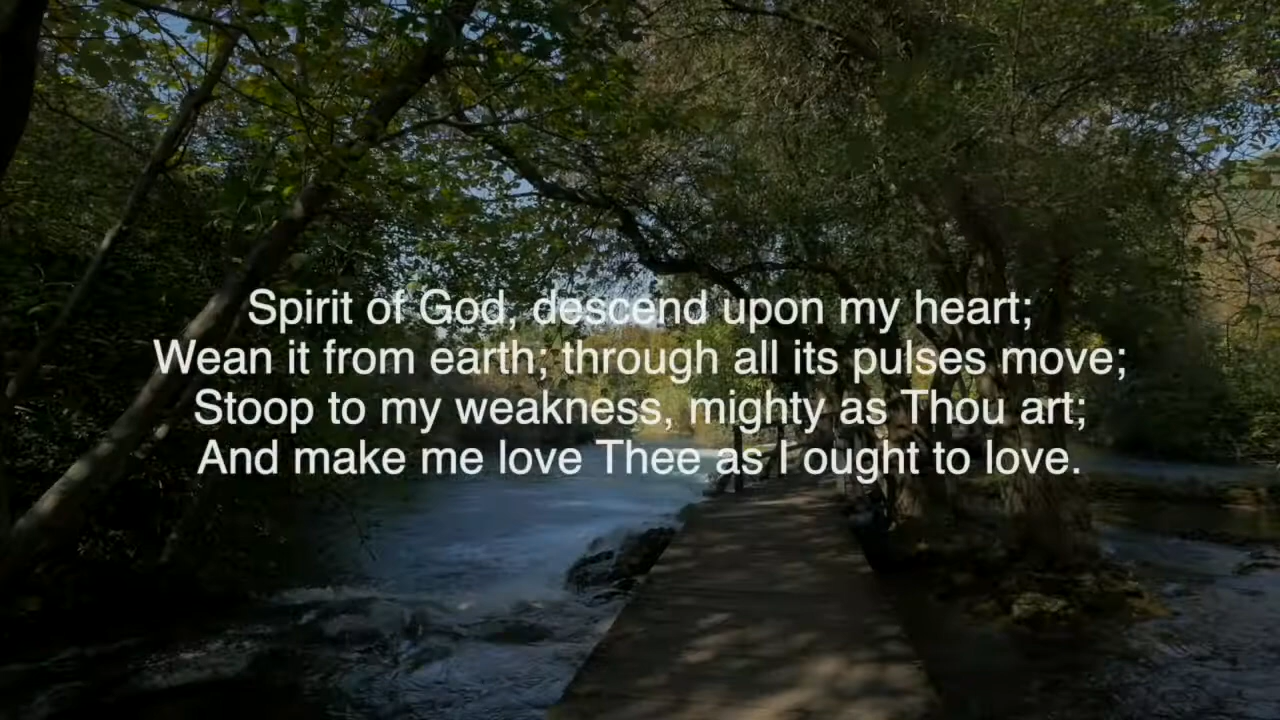 Spirit of God, descend upon my heart;
Wean it from earth; through all its pulses move;
Stoop to my weakness, mighty as Thou art;
And make me love Thee as I ought to love.